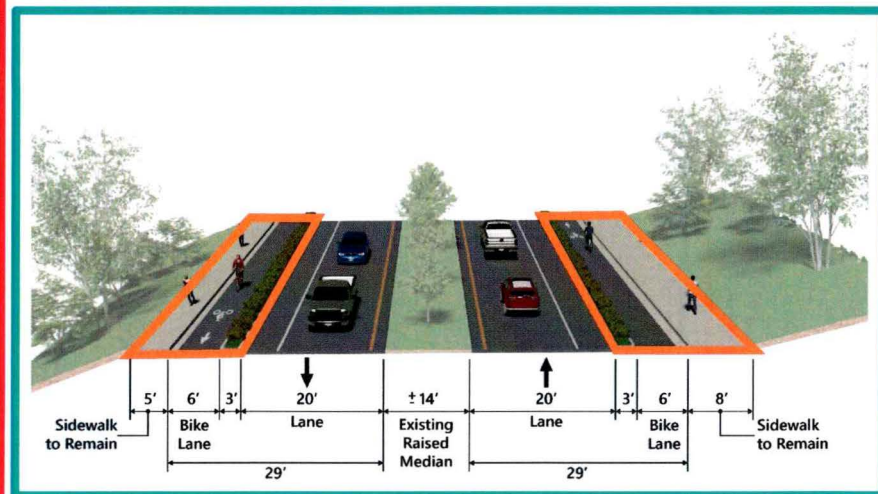 5' 6' 3' 20' ± 14' 20' 3' 6' 8'
Sidewalk
to Remain
Bike
Lane
Lane
Existing
Raised
Median
Lane
Bike
Lane
Sidewalk
to Remain
29' 29'